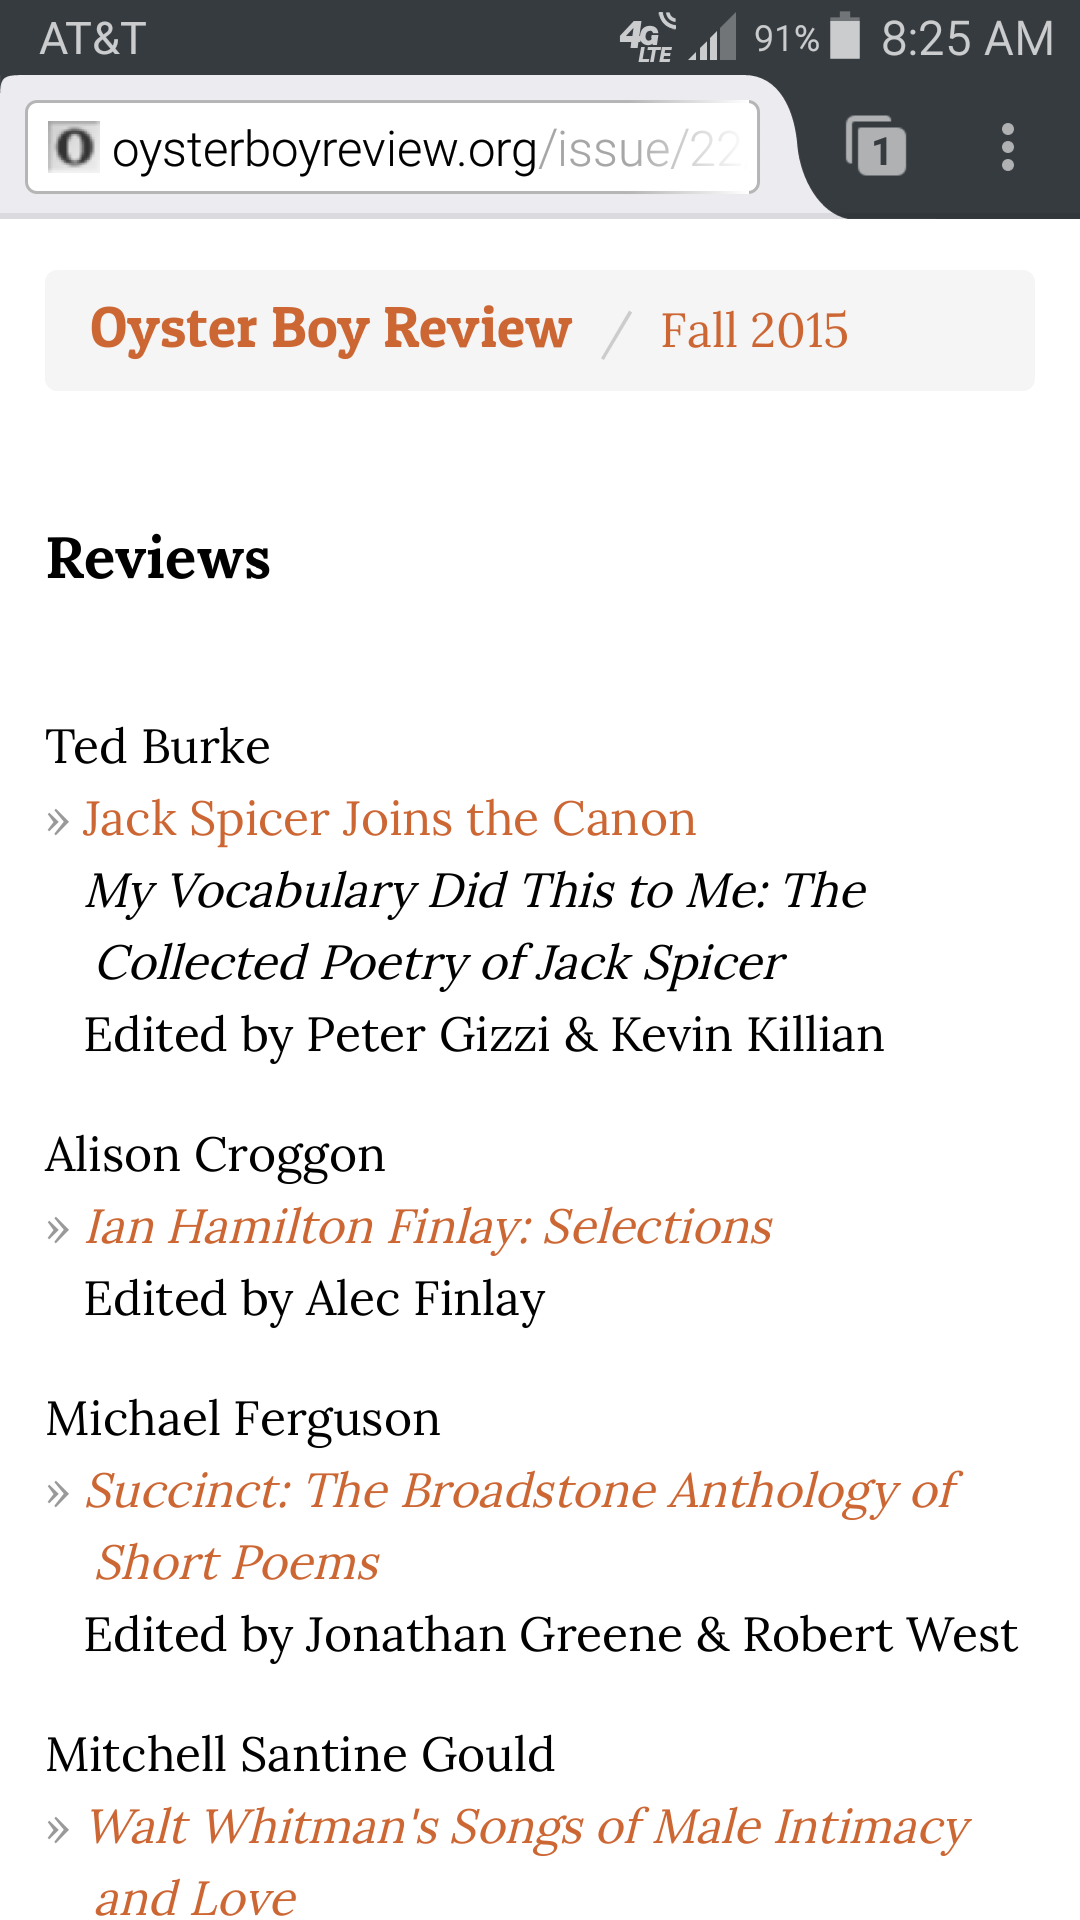 AT&T 4G LTE 91% 8:25 AM
O oysterboyreview.org/issue/22 1
Oyster Boy Review / Fall 2015
Reviews
Ted Burke
» Jack Spicer Joins the Canon
My Vocabulary Did This to Me: The
Collected Poetry of Jack Spicer
Edited by Peter Gizzi & Kevin Killian
Alison Croggon
» Ian Hamilton Finlay: Selections
Edited by Alec Finlay
Michael Ferguson
» Succinct: The Broadstone Anthology of
Short Poems
Edited by Jonathan Greene & Robert West
Mitchell Santine Gould
» Walt Whitman's Songs of Male Intimacy
and Love